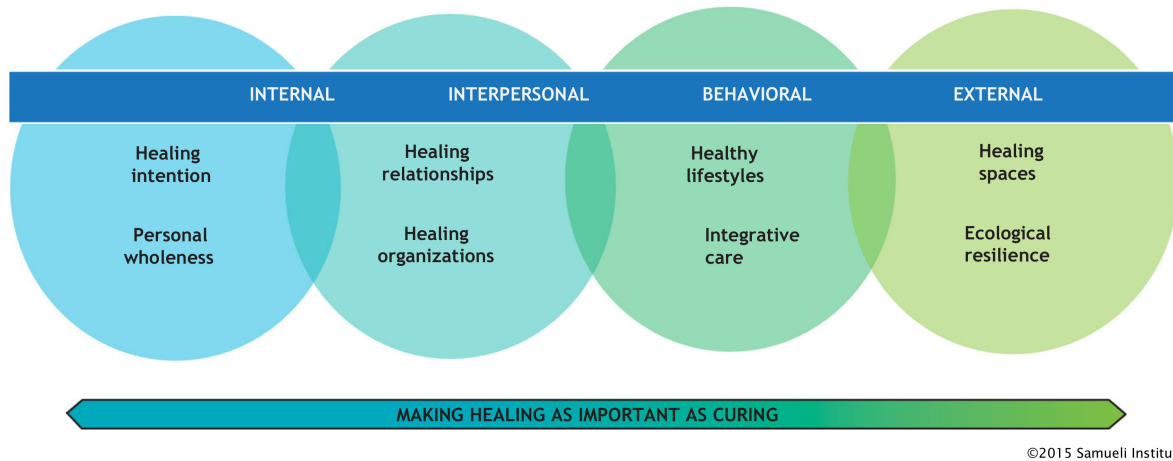 INTERNAL INTERPERSONAL BEHAVIORAL EXTERNAL
Healing
intention
Healing
relationships
Healthy
lifestyles
Healing
spaces
Personal
wholeness
Healing
organizations
Integrative
care
Ecological
resilience
MAKING HEALING AS IMPORTANT AS CURING
©2015 Samueli Institu